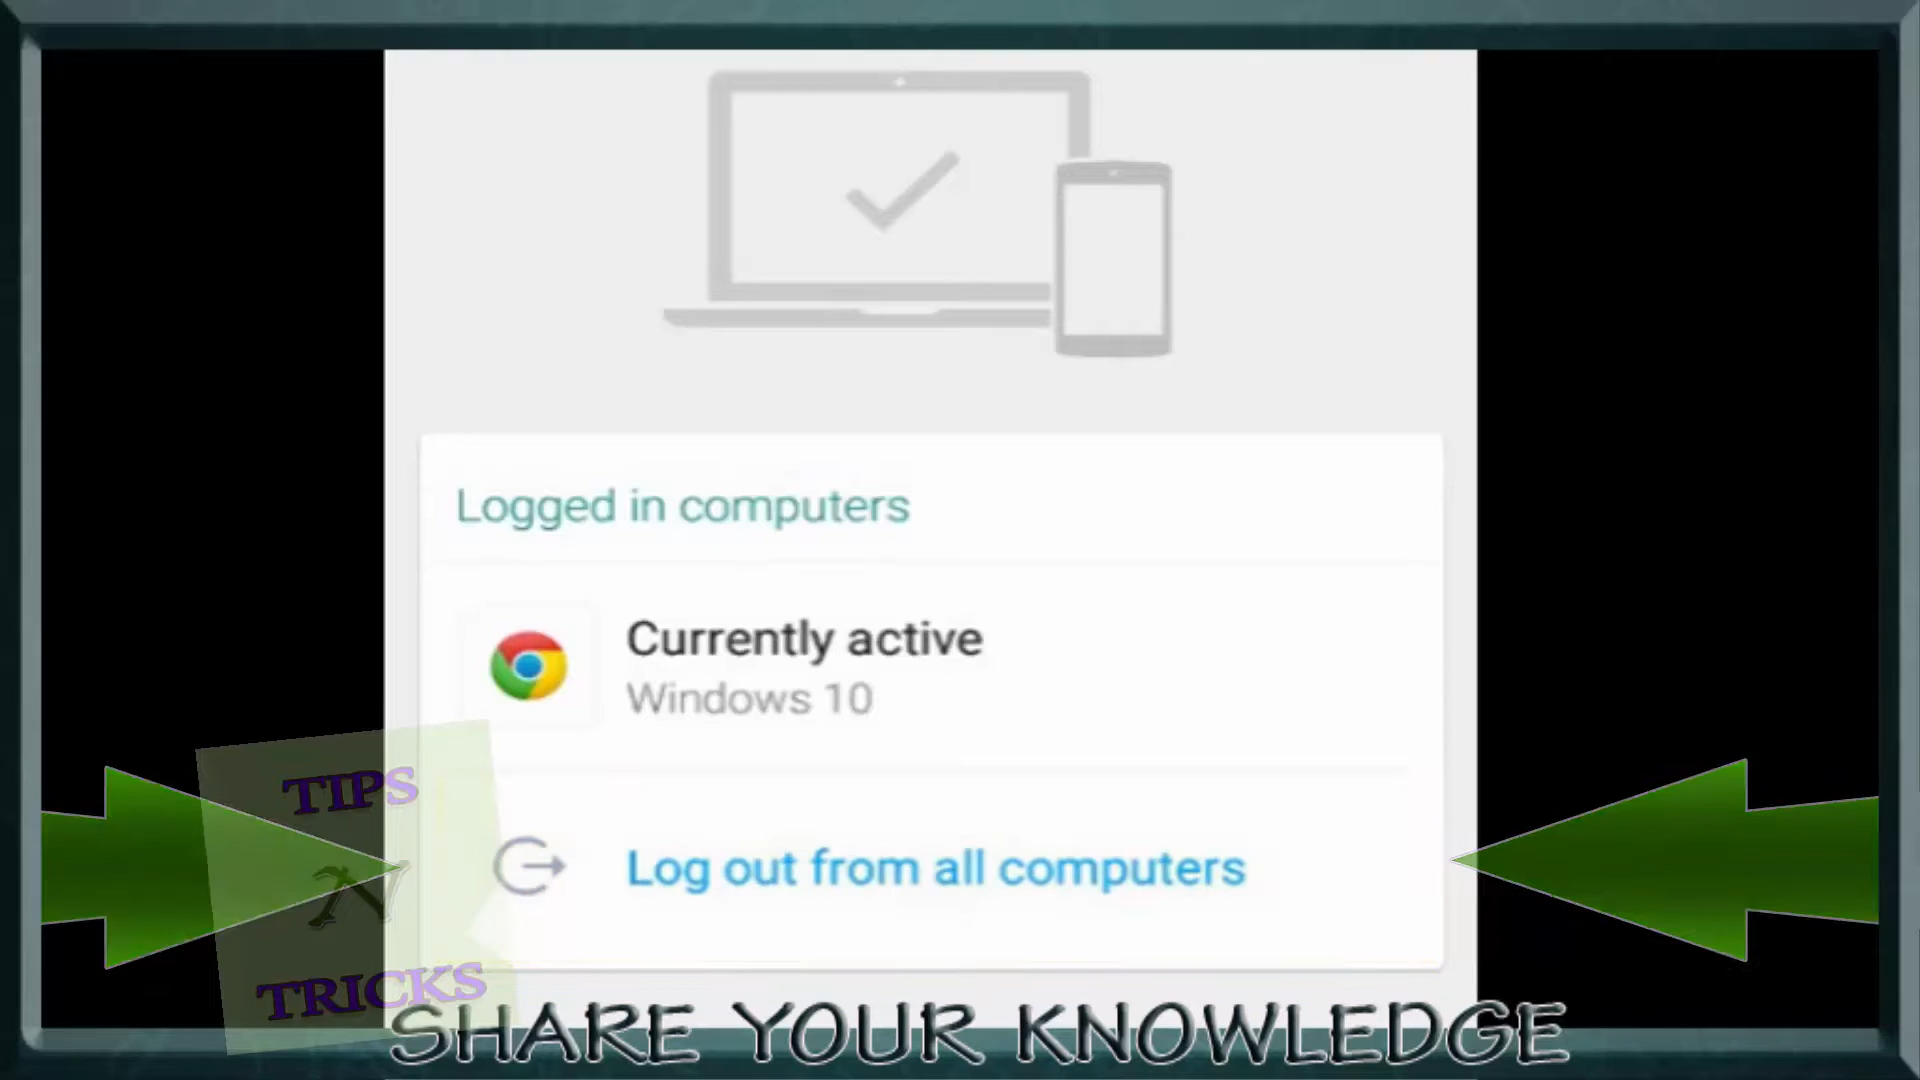 Logged in computers
Currently active
Windows 10
Log out from all computers
TIPS
N
TRICKS
SHARE YOUR KNOWLEDGE